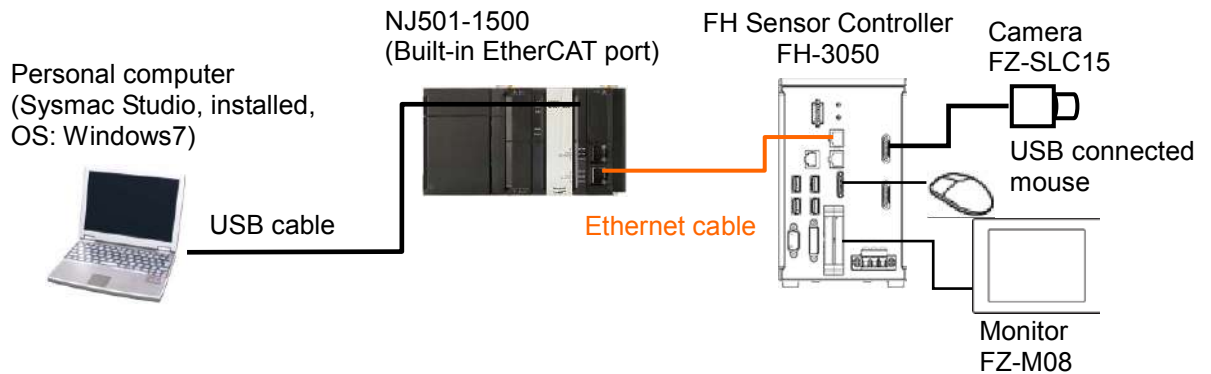 NJ501-1500
(Built-in EtherCAT port)
FH Sensor Controller
FH-3050
Camera
FZ-SLC15
Personal computer
(Sysmac Studio, installed,
OS: Windows7)
USB connected
mouse
USB cable
Ethernet cable
Monitor
FZ-M08